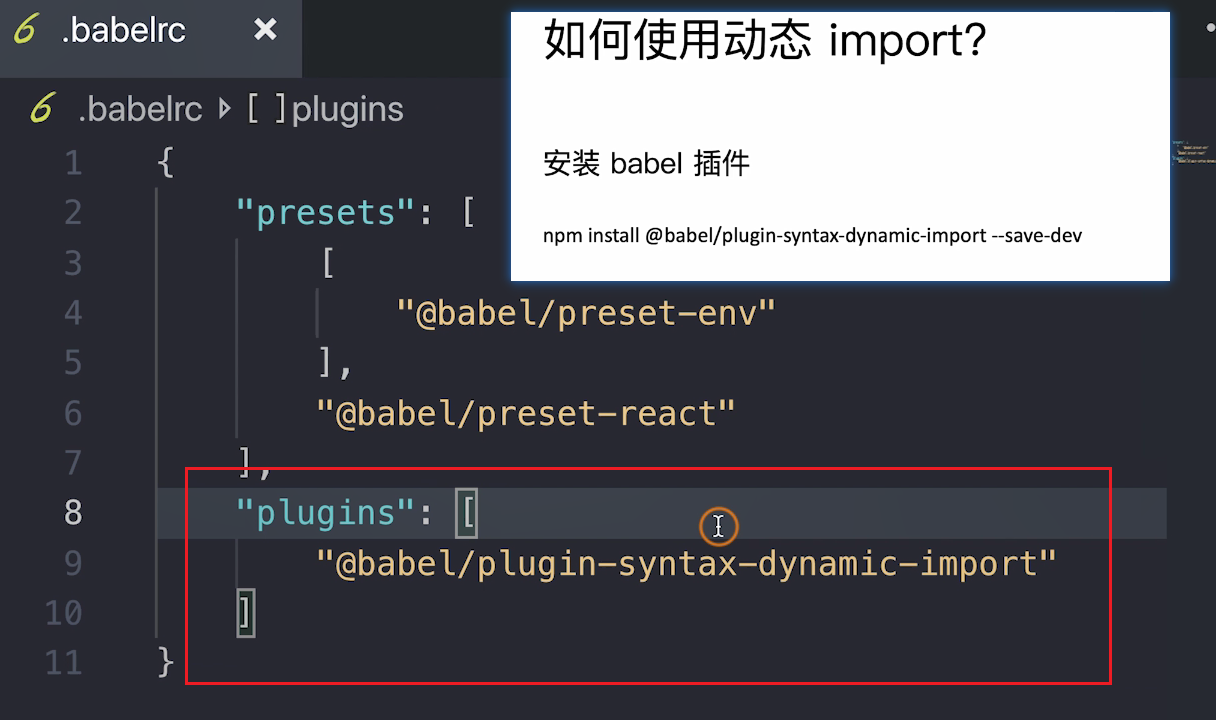 .babelrc ×
.babelrc ▸ [ ]plugins
如何使用动态 import?
安装 babel 插件
npm install @babel/plugin-syntax-dynamic-import --save-dev
1 {
2 "presets": [
3 [
4 "@babel/preset-env"
5 ],
6 "@babel/preset-react"
7 ],
8 "plugins": [
9 "@babel/plugin-syntax-dynamic-import"
10 ]
11 }